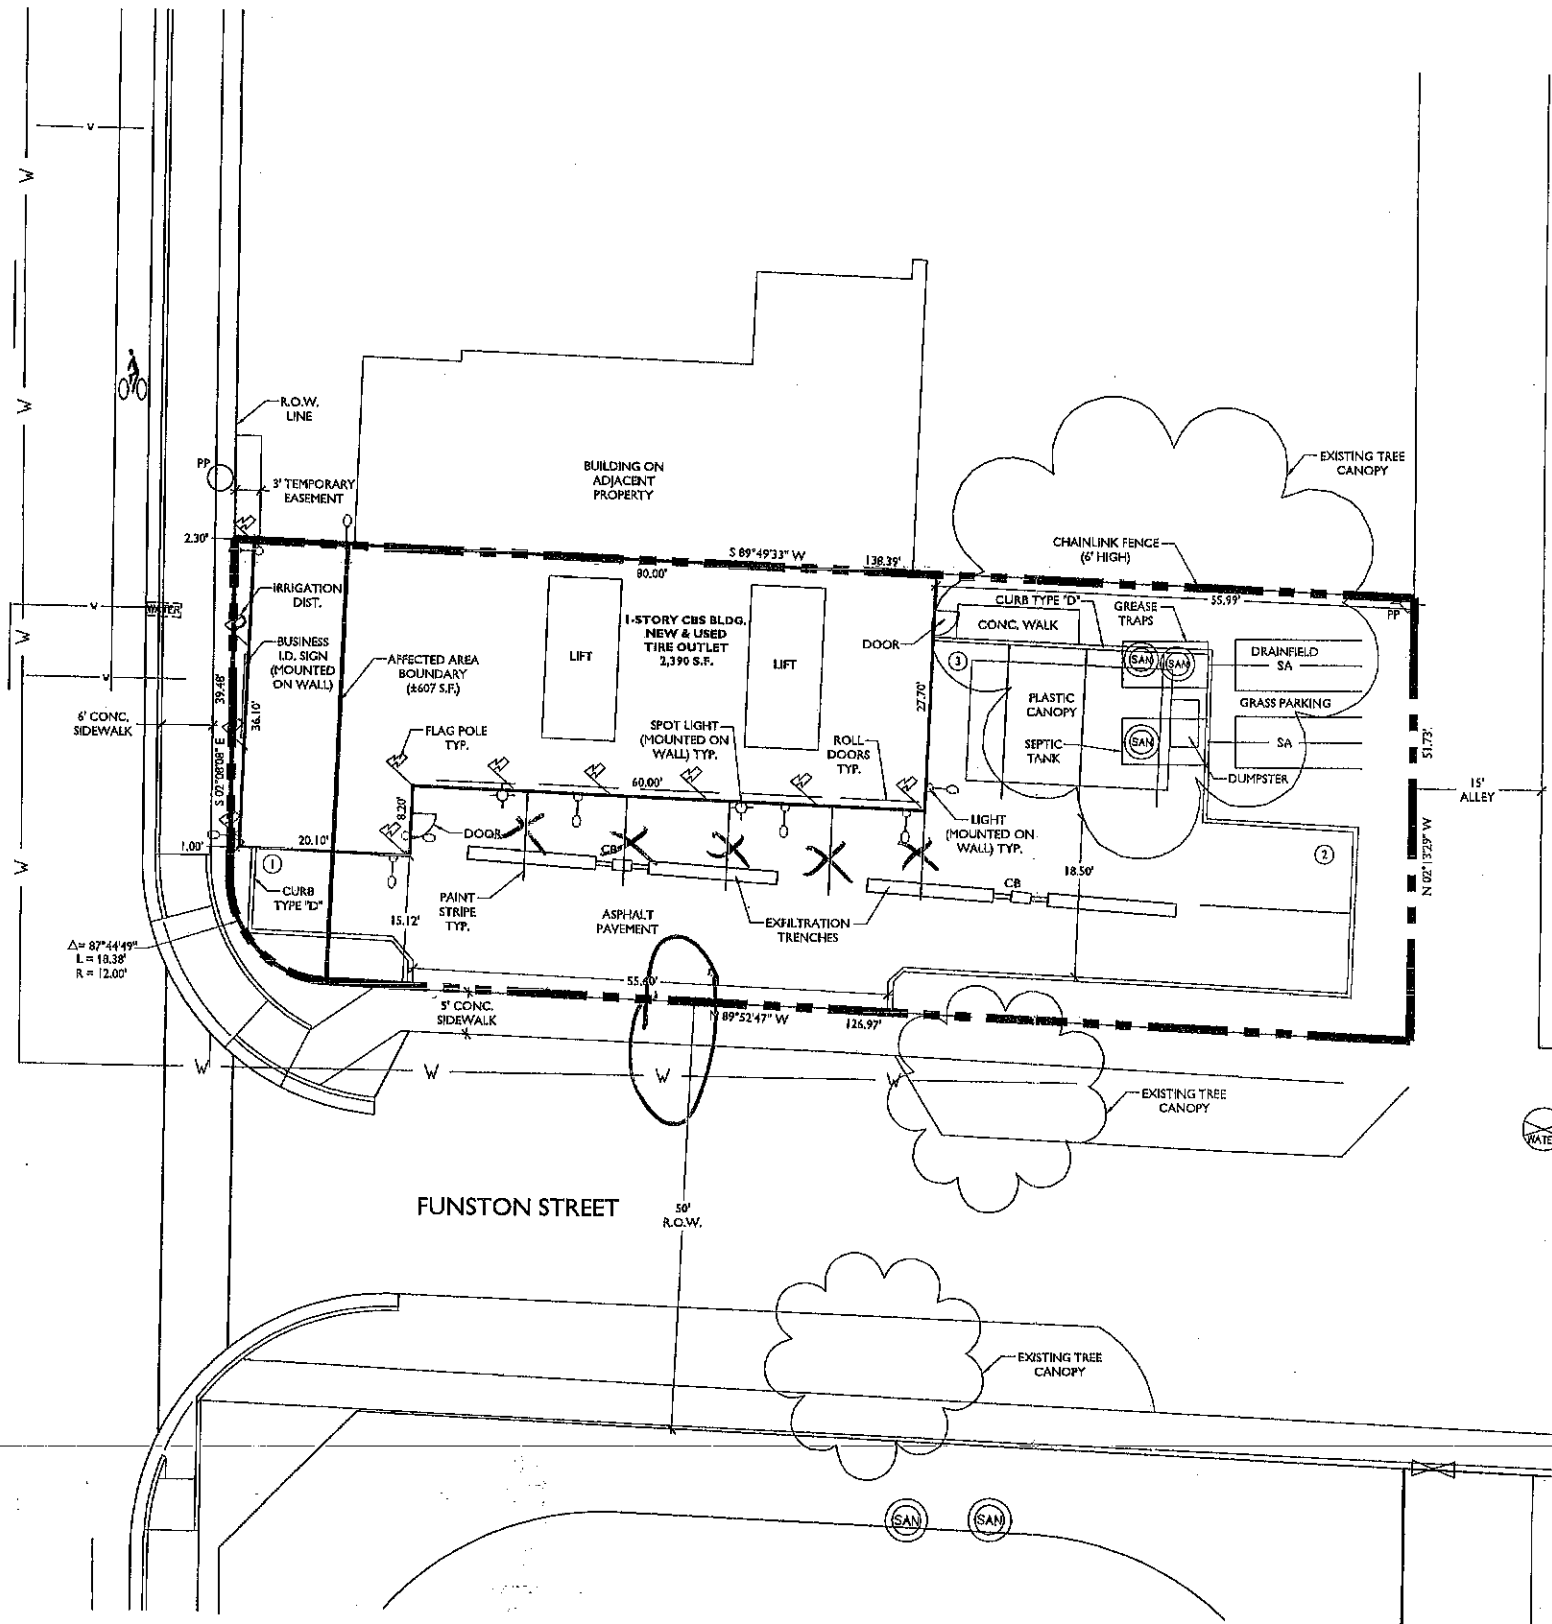 V
W
W
R.O.W.
LINE
PP
3' TEMPORARY
EASEMENT
BUILDING ON
ADJACENT
PROPERTY
EXISTING TREE
CANOPY
2.30'
S 89°49'33" W
138.39'
80.00'
CHAINLINK FENCE
(6' HIGH)
55.99'
PP
V
WATER
W
IRRIGATION
DIST.
1-STORY CBS BLDG.
NEW & USED
TIRE OUTLET
2,390 S.F.
CURB TYPE "D"
GREASE
TRAPS
CONC. WALK
DOOR
BUSINESS
I.D. SIGN
(MOUNTED
ON WALL)
AFFECTED AREA
BOUNDARY
(±607 S.F.)
LIFT
LIFT
3
SAN
SAN
DRAINFIELD
SA
V
39.48'
36.10'
S 02°08'08" E
27.70'
PLASTIC
CANOPY
GRASS PARKING
6' CONC.
SIDEWALK
FLAG POLE
TYP.
SPOT LIGHT
(MOUNTED ON
WALL) TYP.
ROLL
DOORS
TYP.
SEPTIC
TANK
SAN
SA
DUMPSTER
51.73'
N 02°13'29" W
15'
ALLEY
60.00'
8.20'
DOOR
LIGHT
(MOUNTED ON
WALL) TYP.
1.00'
20.10'
1
CB
2
W
CURB
TYPE "D"
PAINT
STRIPE
TYP.
15.12'
ASPHALT
PAVEMENT
EXFILTRATION
TRENCHES
CB
18.50'
Δ= 87°44'49"
L = 18.38'
R = 12.00'
55.60'
5' CONC.
SIDEWALK
N 89°52'47" W
126.97'
W
W
W
W
EXISTING TREE
CANOPY
WATE
FUNSTON STREET
50'
R.O.W.
EXISTING TREE
CANOPY
SAN
SAN